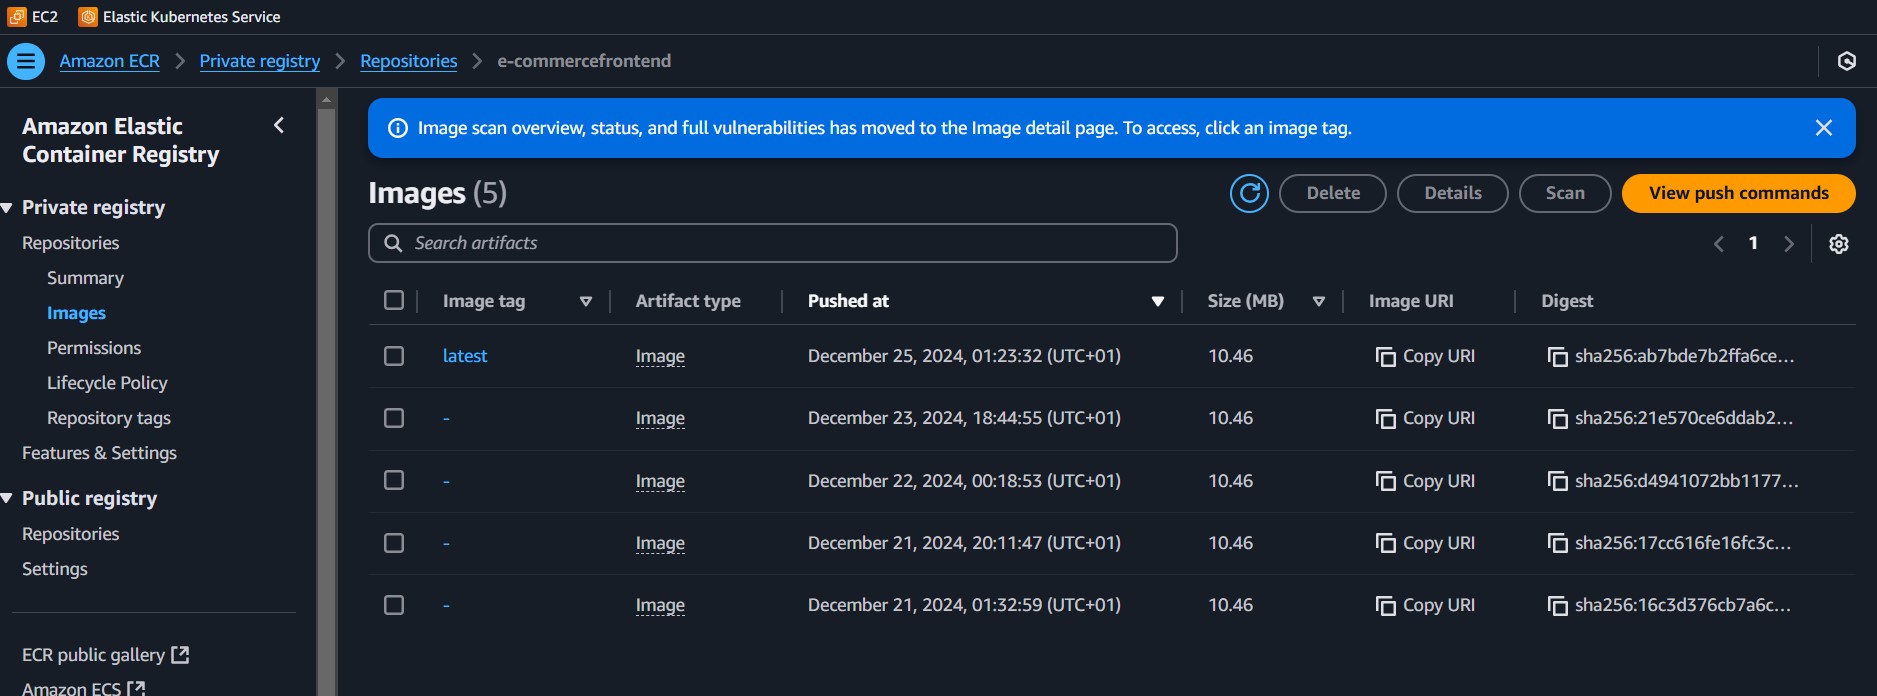 EC2 Elastic Kubernetes Service
Amazon ECR Private registry Repositories e-commercefrontend
Amazon Elastic
Container Registry
Private registry
Repositories
Summary
Images
Permissions
Lifecycle Policy
Repository tags
Features & Settings
Public registry
Repositories
Settings
ECR public gallery
Amazon ECS
Image scan overview, status, and full vulnerabilities has moved to the Image detail page. To access, click an image tag.
Images (5) Delete Details Scan View push commands
Search artifacts 1
Image tag Artifact type Pushed at Size (MB) Image URI Digest
latest Image December 25, 2024, 01:23:32 (UTC+01) 10.46 Copy URI sha256:ab7bde7b2ffa6ce...
- Image December 23, 2024, 18:44:55 (UTC+01) 10.46 Copy URI sha256:21e570ce6ddab2...
- Image December 22, 2024, 00:18:53 (UTC+01) 10.46 Copy URI sha256:d4941072bb1177...
- Image December 21, 2024, 20:11:47 (UTC+01) 10.46 Copy URI sha256:17cc616fe16fc3c...
- Image December 21, 2024, 01:32:59 (UTC+01) 10.46 Copy URI sha256:16c3d376cb7a6c...